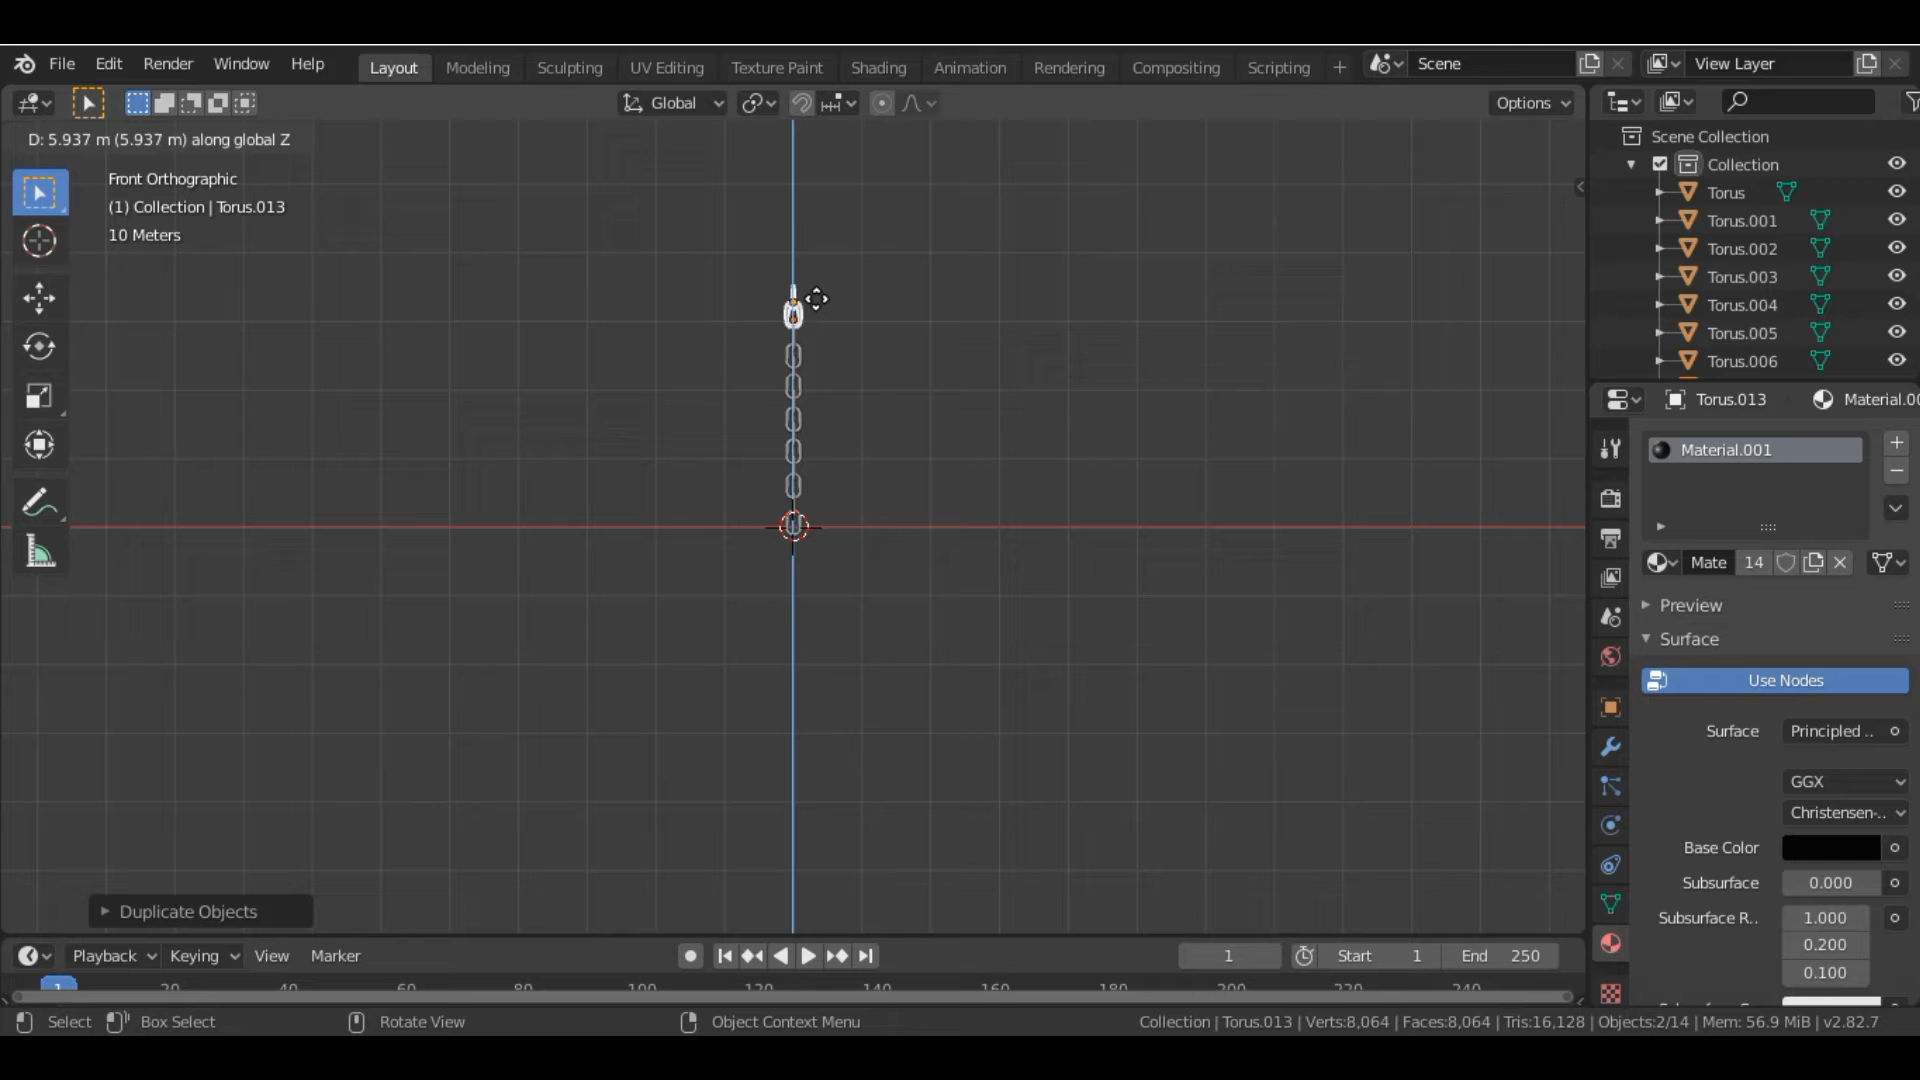 File Edit Render Window Help Layout Modeling Sculpting UV Editing Texture Paint Shading Animation Rendering Compositing Scripting + Scene View Layer
Global Options
D: 5.937 m (5.937 m) along global Z
Front Orthographic
(1) Collection | Torus.013
10 Meters
Scene Collection
Collection
Torus
Torus.001
Torus.002
Torus.003
Torus.004
Torus.005
Torus.006
Torus.013 Material.00
Material.001
Mate 14
Preview
Surface
Use Nodes
Surface Principled ..
GGX
Christensen-..
Base Color
Subsurface 0.000
Subsurface R.. 1.000
0.200
0.100
Duplicate Objects
Playback Keying View Marker 1 Start 1 End 250
1 20 40 60 80 100 120 140 160 180 200 220 240
Select Box Select Rotate View Object Context Menu Collection | Torus.013 | Verts:8,064 | Faces:8,064 | Tris:16,128 | Objects:2/14 | Mem: 56.9 MiB | v2.82.7